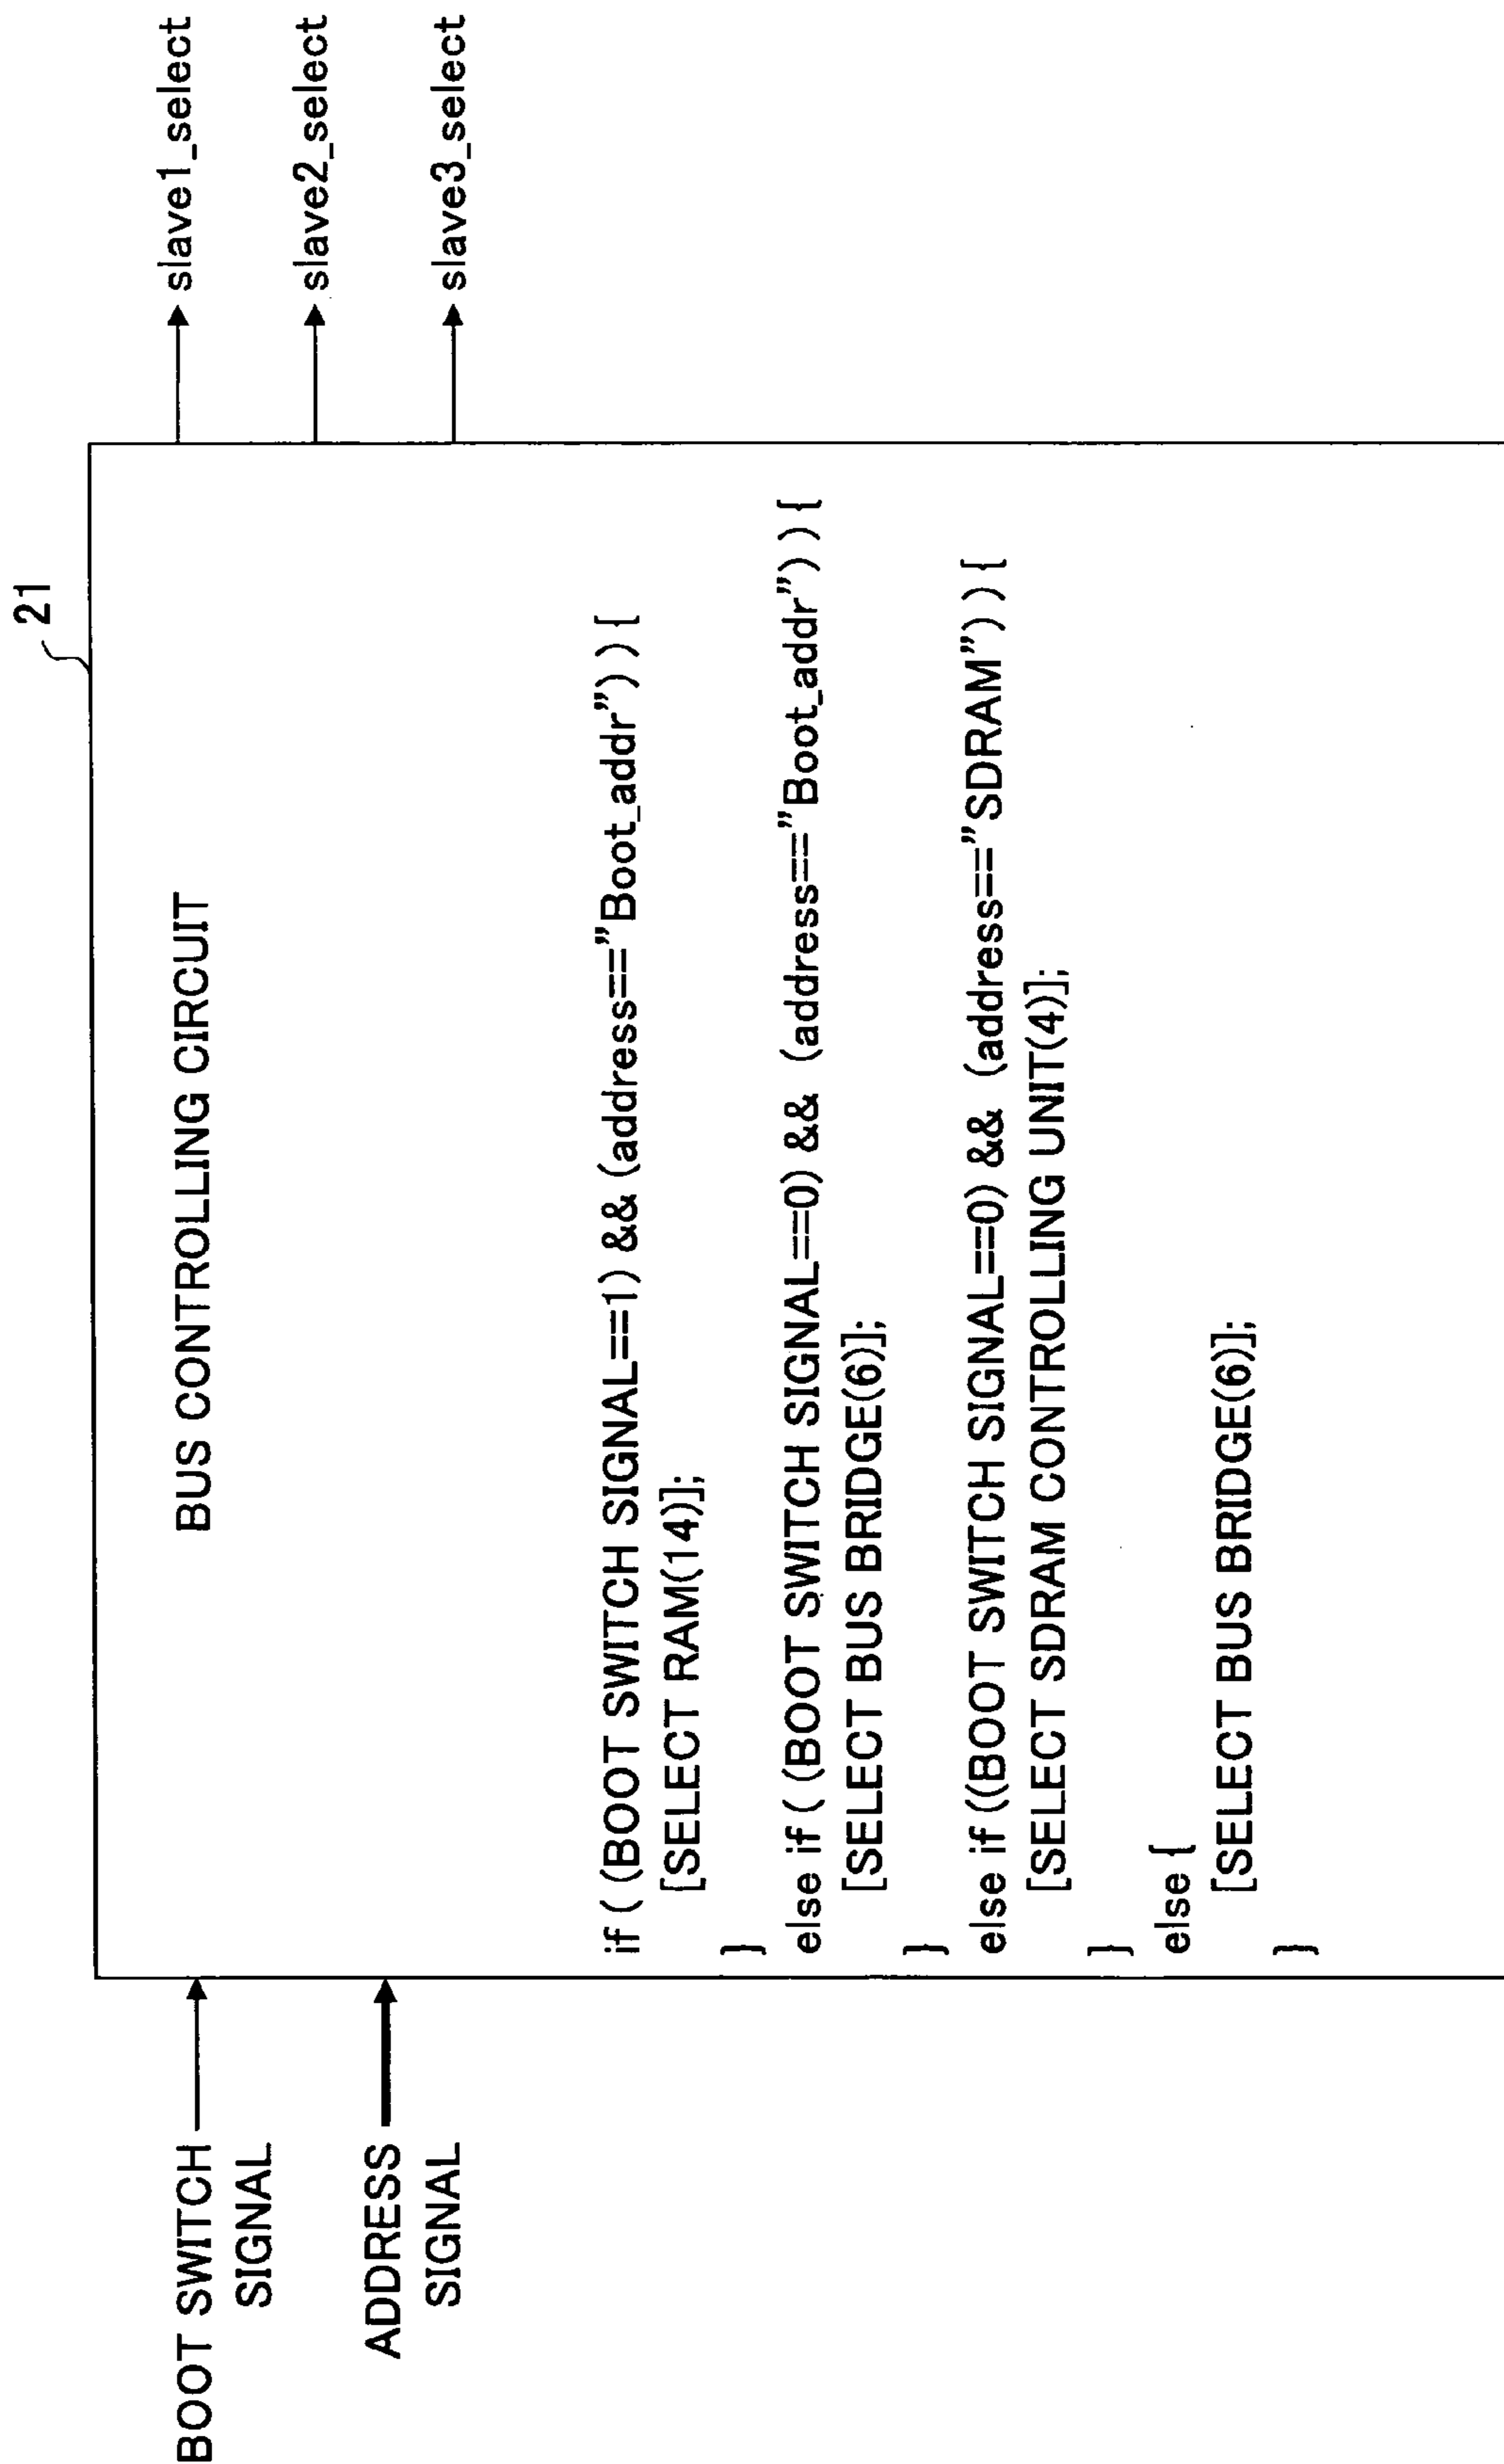 21
BOOT SWITCH
SIGNAL
ADDRESS
SIGNAL
BUS CONTROLLING CIRCUIT
slave1_select
slave2_select
slave3_select
if ( (BOOT SWITCH SIGNAL==1) && (address=="Boot_addr") ) {
[SELECT RAM(14)];
}
else if ( (BOOT SWITCH SIGNAL==0) && (address=="Boot_addr") ) {
[SELECT BUS BRIDGE(6)];
}
else if ((BOOT SWITCH SIGNAL==0) && (address=="SDRAM") ) {
[SELECT SDRAM CONTROLLING UNIT(4)];
}
else {
[SELECT BUS BRIDGE(6)];
}